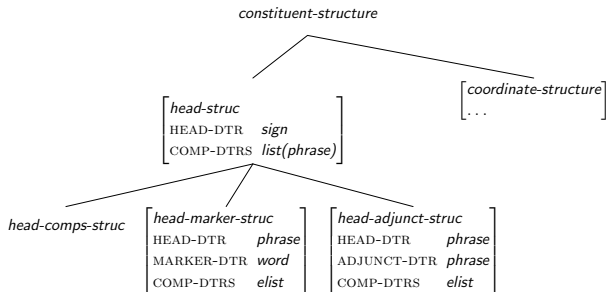 constituent-structure
head-struc
HEAD-DTR sign
COMP-DTRS list(phrase)
coordinate-structure
...
head-comps-struc
head-marker-struc
HEAD-DTR phrase
MARKER-DTR word
COMP-DTRS elist
head-adjunct-struc
HEAD-DTR phrase
ADJUNCT-DTR phrase
COMP-DTRS elist